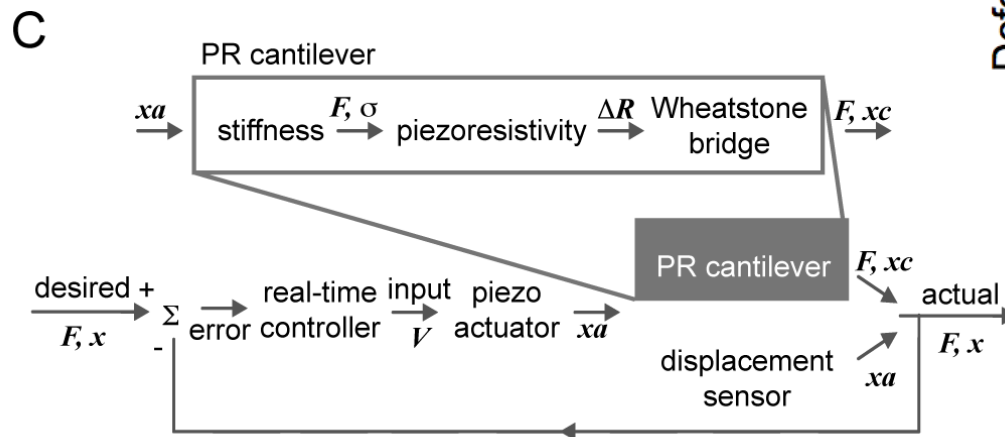 C
PR cantilever
xa
stiffness
F, σ
piezoresistivity
ΔR
Wheatstone
bridge
F, xc
PR cantilever
F, xc
desired +
F, x
Σ
-
error
real-time
controller
input
V
piezo
actuator
xa
displacement
sensor
xa
actual
F, x